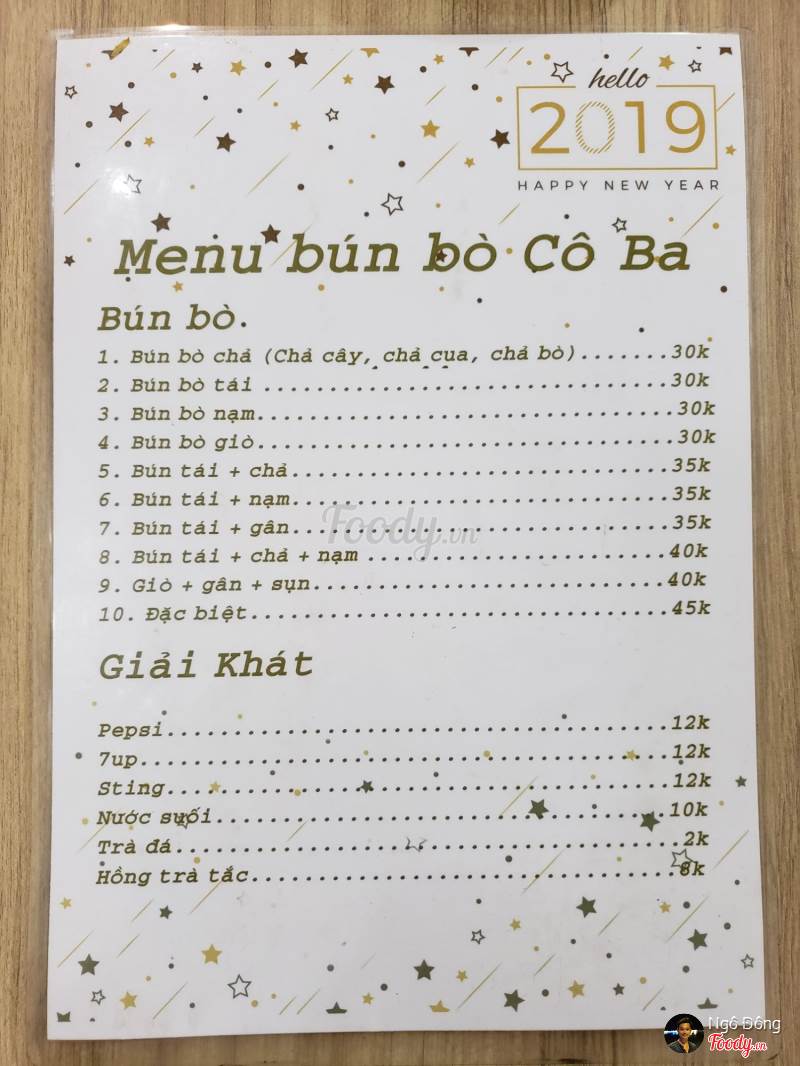 hello
2019
HAPPY NEW YEAR
Menu bún bò Cô Ba
Bún bò.
1. Bún bò chả (Chả cây, chả cua, chả bò).......30k
2. Bún bò tái ..............................30k
3. Bún bò nạm...............................30k
4. Bún bò giò...............................30k
5. Bún tái + chả............................35k
6. Bún tái + nạm............................35k
7. Bún tái + gân............................35k
8. Bún tái + chả + nạm ......................40k
9. Giò + gân + sụn..........................40k
10. Đặc biệt................................45k
Giải Khát
Pepsi......................................12k
7up........................................12k
Sting......................................12k
Nước suối..................................10k
Trà đá......................................2k
Hồng trà tắc................................8k
Foody.vn
Ngô Đông
Foody.vn